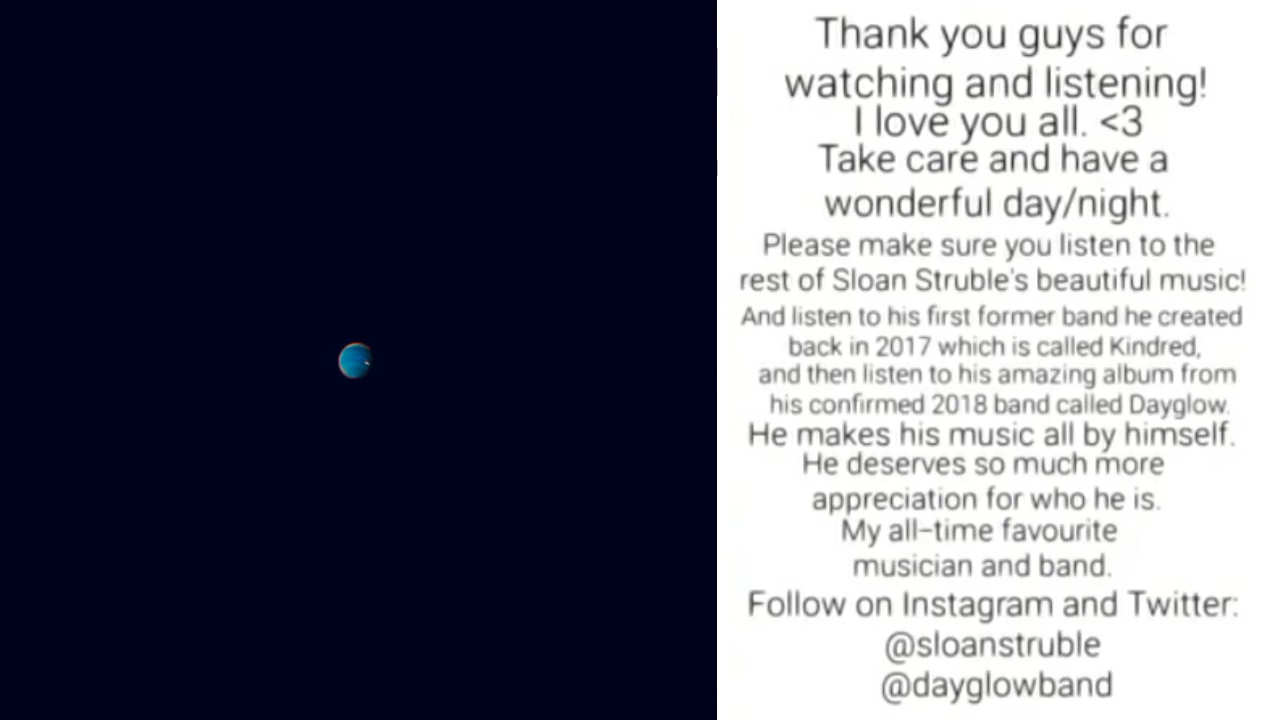 Thank you guys for
watching and listening!
I love you all. <3
Take care and have a
wonderful day/night.
Please make sure you listen to the
rest of Sloan Struble's beautiful music!
And listen to his first former band he created
back in 2017 which is called Kindred,
and then listen to his amazing album from
his confirmed 2018 band called Dayglow.
He makes his music all by himself.
He deserves so much more
appreciation for who he is.
My all-time favourite
musician and band.
Follow on Instagram and Twitter:
@sloanstruble
@dayglowband